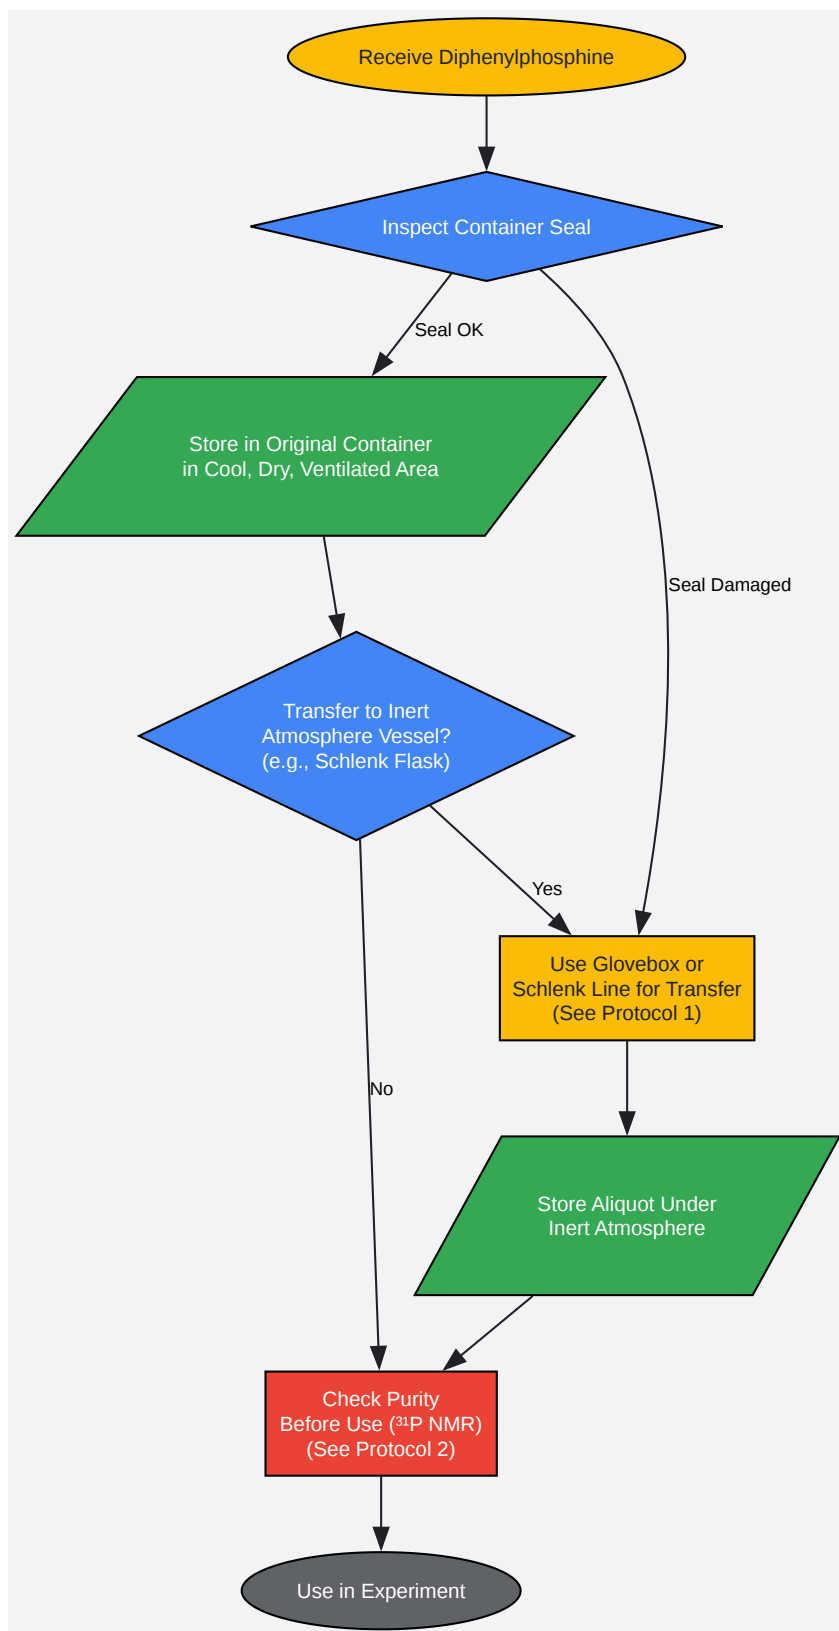 Receive Diphenylphosphine
Inspect Container Seal
Seal OK
Store in Original Container
in Cool, Dry, Ventilated Area
Seal Damaged
Transfer to Inert
Atmosphere Vessel?
(e.g., Schlenk Flask)
Yes
Use Glovebox or
Schlenk Line for Transfer
(See Protocol 1)
No
Store Aliquot Under
Inert Atmosphere
Check Purity
Before Use (³¹P NMR)
(See Protocol 2)
Use in Experiment